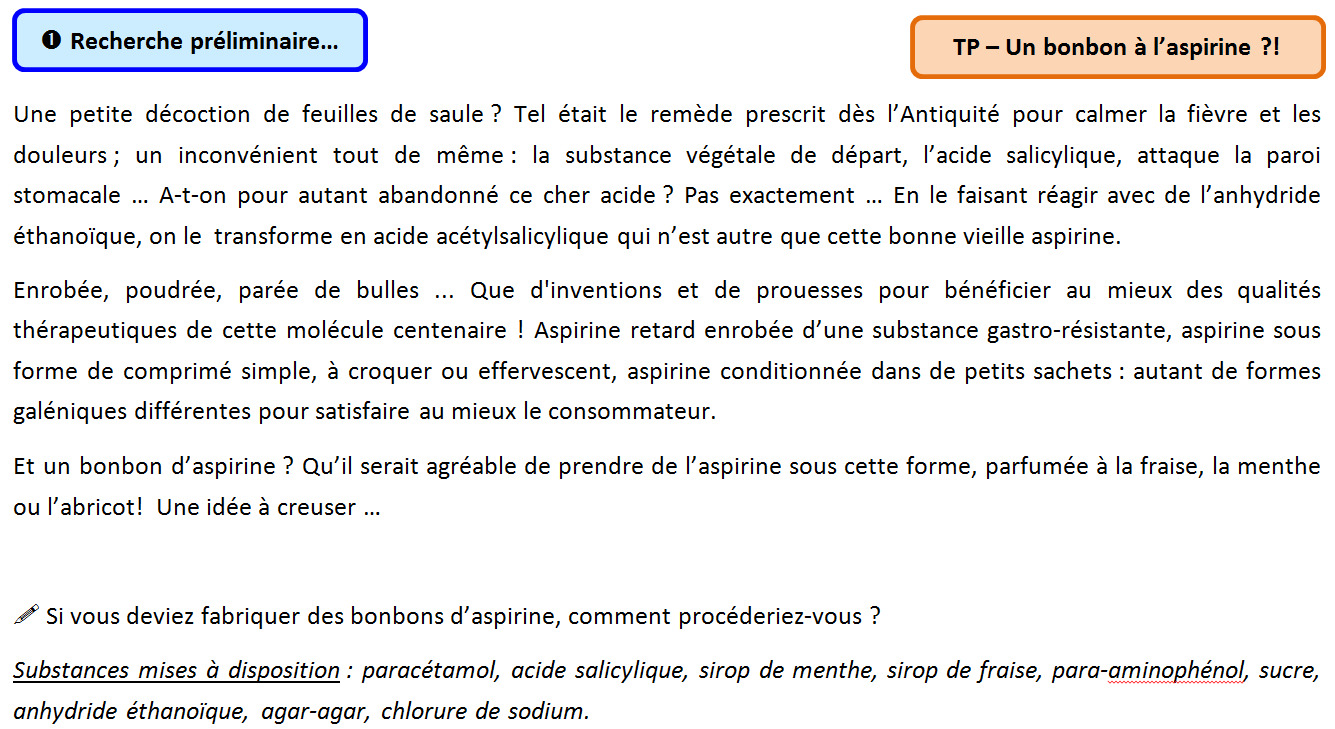 ❶ Recherche préliminaire...
TP – Un bonbon à l’aspirine ?!
Une petite décoction de feuilles de saule ? Tel était le remède prescrit dès l’Antiquité pour calmer la fièvre et les
douleurs ; un inconvénient tout de même : la substance végétale de départ, l’acide salicylique, attaque la paroi
stomacale … A-t-on pour autant abandonné ce cher acide ? Pas exactement … En le faisant réagir avec de l’anhydride
éthanoïque, on le transforme en acide acétylsalicylique qui n’est autre que cette bonne vieille aspirine.
Enrobée, poudrée, parée de bulles ... Que d'inventions et de prouesses pour bénéficier au mieux des qualités
thérapeutiques de cette molécule centenaire ! Aspirine retard enrobée d’une substance gastro-résistante, aspirine sous
forme de comprimé simple, à croquer ou effervescent, aspirine conditionnée dans de petits sachets : autant de formes
galéniques différentes pour satisfaire au mieux le consommateur.
Et un bonbon d’aspirine ? Qu’il serait agréable de prendre de l’aspirine sous cette forme, parfumée à la fraise, la menthe
ou l’abricot! Une idée à creuser …
Si vous deviez fabriquer des bonbons d’aspirine, comment procéderiez-vous ?
Substances mises à disposition : paracétamol, acide salicylique, sirop de menthe, sirop de fraise, para-aminophénol, sucre,
anhydride éthanoïque, agar-agar, chlorure de sodium.